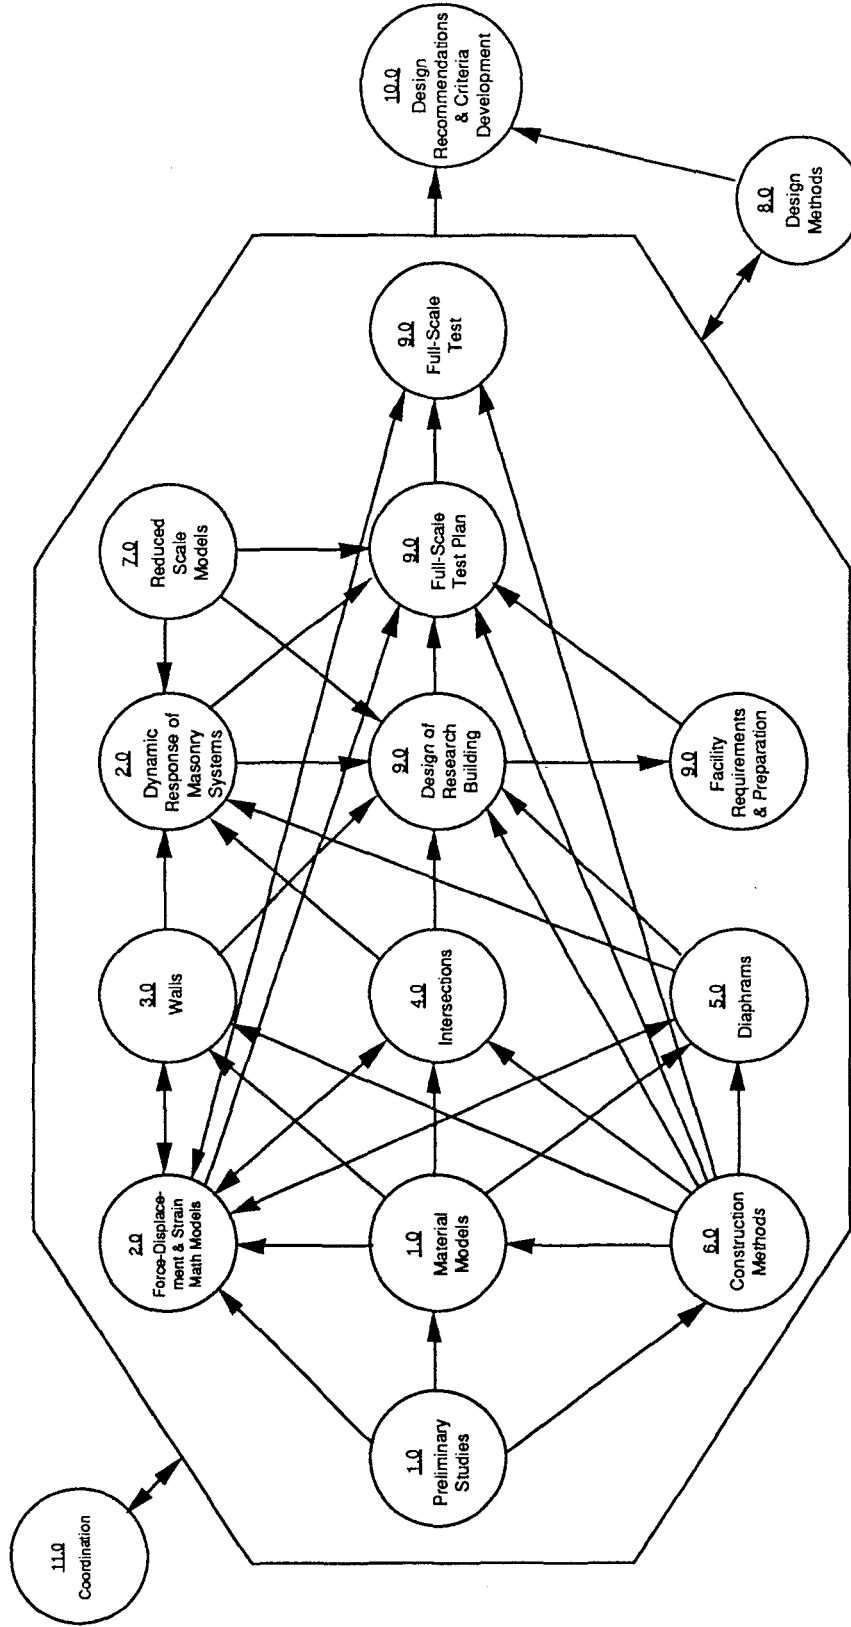 11.0
Coordination
1.0
Preliminary
Studies
2.0
Force-Displace-
ment & Strain
Math Models
1.0
Material
Models
6.0
Construction
Methods
3.0
Walls
4.0
Intersections
5.0
Diaphrams
2.0
Dynamic
Response of
Masonry
Systems
9.0
Design of
Research
Building
9.0
Facility
Requirements
& Preparation
7.0
Reduced
Scale
Models
9.0
Full-Scale
Test Plan
9.0
Full-Scale
Test
8.0
Design
Methods
10.0
Design
Recommendations
& Criteria
Development